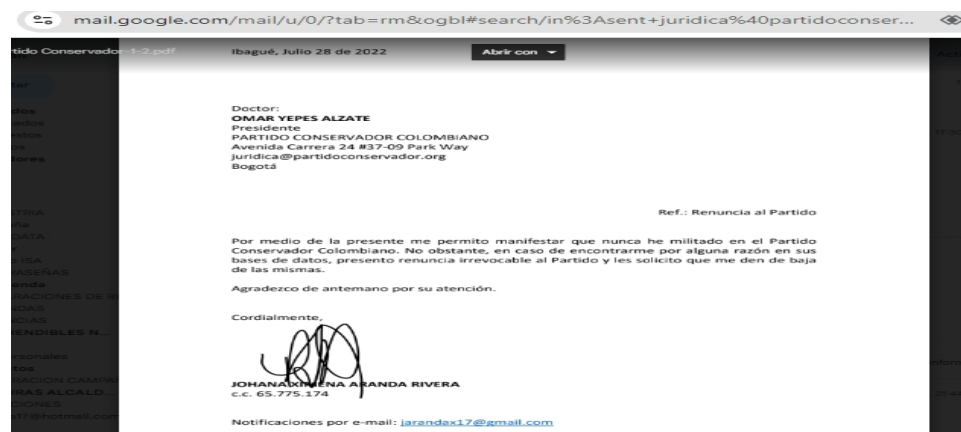 mail.google.com/mail/u/0/?tab=rm&ogbl#search/in%3Asent+juridica%40partidoconser...
tido Conservador-1-2.pdf
Ibagué, Julio 28 de 2022
Abrir con
Doctor:
OMAR YEPES ALZATE
Presidente
PARTIDO CONSERVADOR COLOMBIANO
Avenida Carrera 24 #37-09 Park Way
juridica@partidoconservador.org
Bogotá
Ref.: Renuncia al Partido
Por medio de la presente me permito manifestar que nunca he militado en el Partido
Conservador Colombiano. No obstante, en caso de encontrarme por alguna razón en sus
bases de datos, presento renuncia irrevocable al Partido y les solicito que me den de baja
de las mismas.
Agradezco de antemano por su atención.
Cordialmente,
JOHANA XIMENA ARANDA RIVERA
c.c. 65.775.174
Notificaciones por e-mail: jarandax17@gmail.com